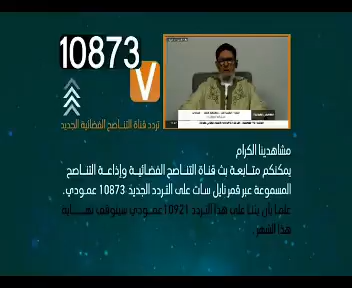 10873
V
تردد قناة التناصح الفضائية الجديد
مشاهدينا الكرام
يمكنكم متابعة بث قناة التناصح الفضائية وإذاعة التناصح
المسموعة عبر قمر نايل سات على التردد الجديد 10873 عمودي.
علما بأن بثنا على هذا التردد 10921 عمودي سيتوقف نهاية
هذا الشهر.